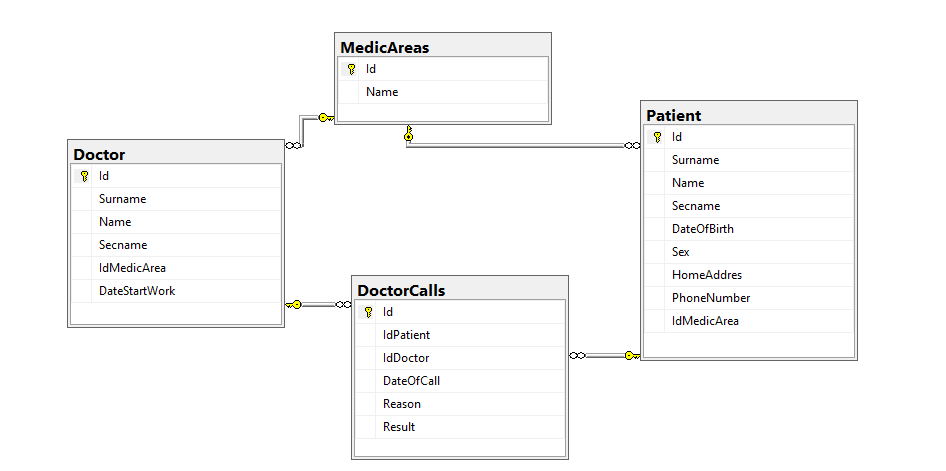 MedicAreas
Id
Name
Doctor
Id
Surname
Name
Secname
IdMedicArea
DateStartWork
DoctorCalls
Id
IdPatient
IdDoctor
DateOfCall
Reason
Result
Patient
Id
Surname
Name
Secname
DateOfBirth
Sex
HomeAddres
PhoneNumber
IdMedicArea